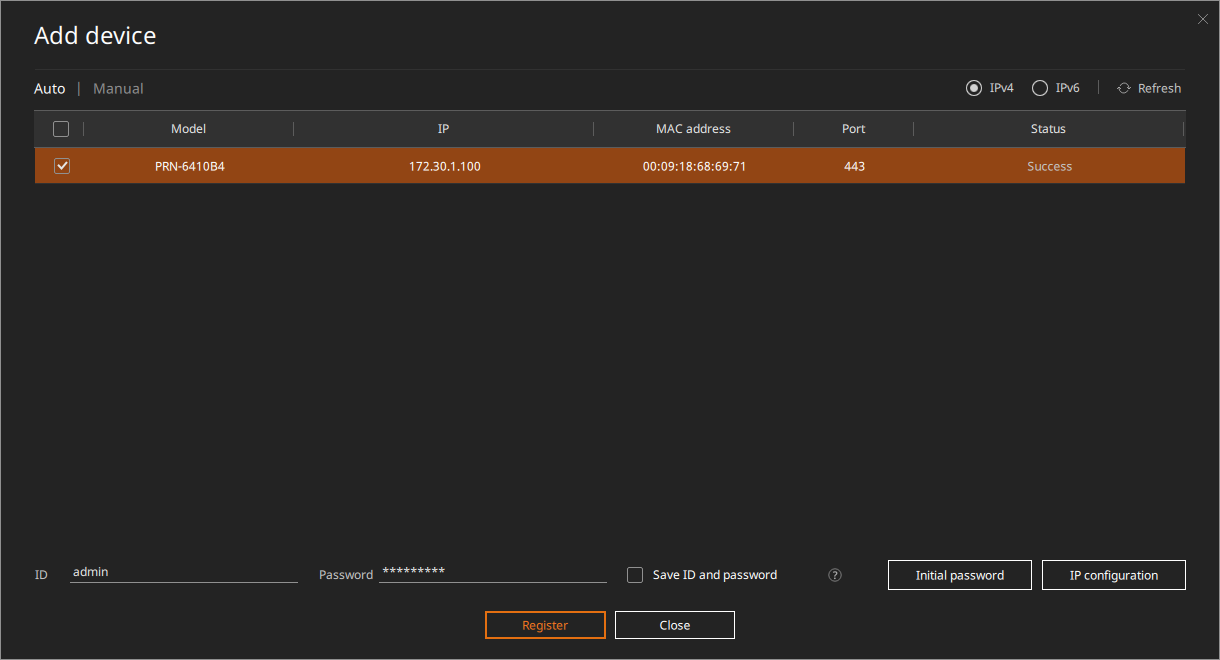 Add device
Auto | Manual IPv4 IPv6 | Refresh
Model IP MAC address Port Status
PRN-6410B4 172.30.1.100 00:09:18:68:69:71 443 Success
ID admin Password ********* Save ID and password ? Initial password IP configuration
Register Close